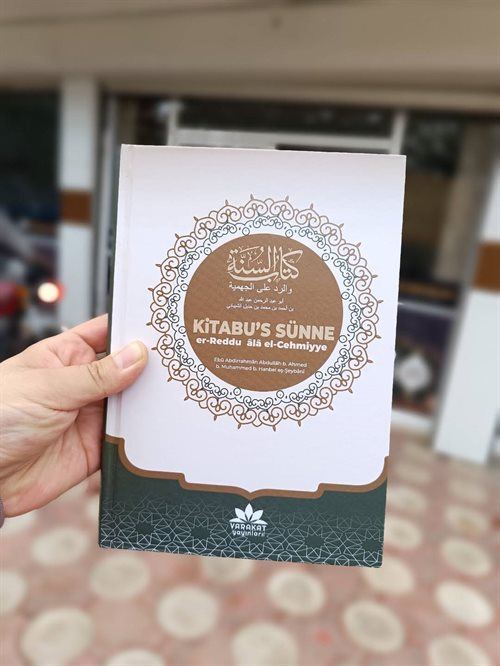 كتاب السنة
والرد على الجهمية
أبو عبد الرحمن عبد الله
بن أحمد بن محمد بن حنبل الشيباني
KİTABU'S SÜNNE
er-Reddu âlâ el-Cehmiyye
Ebû Abdirrahmân Abdullâh b. Ahmed
b. Muhammed b. Hanbel eş-Şeybânî
VARAKAT
yayınları